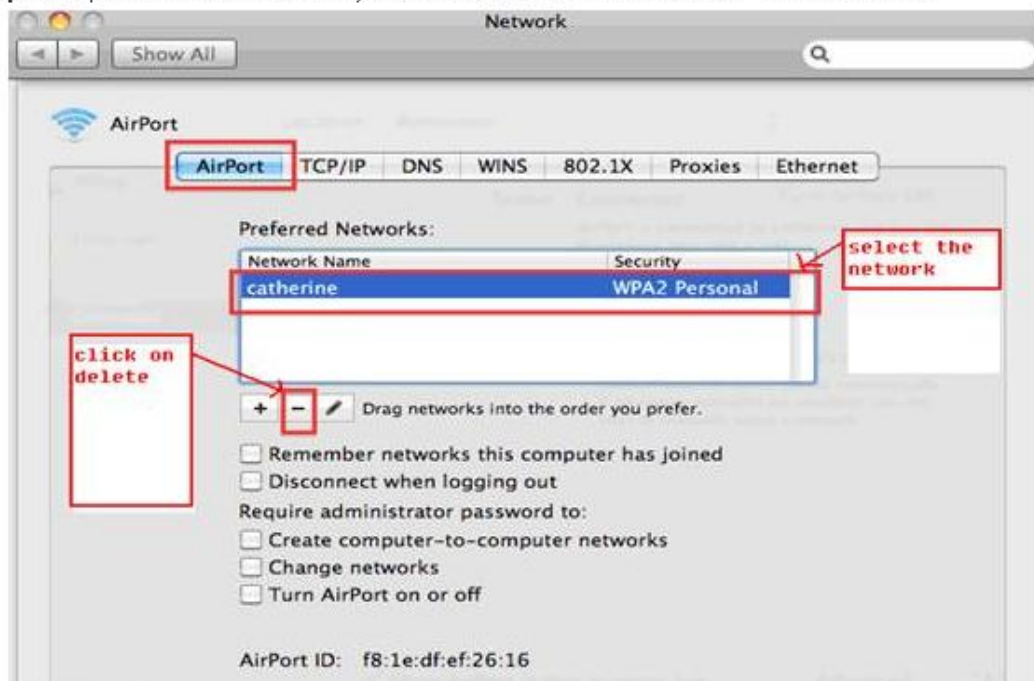 Network
Show All
AirPort
AirPort TCP/IP DNS WINS 802.1X Proxies Ethernet
Preferred Networks:
Network Name Security
catherine WPA2 Personal
select the
network
click on
delete
+ - Drag networks into the order you prefer.
Remember networks this computer has joined
Disconnect when logging out
Require administrator password to:
Create computer-to-computer networks
Change networks
Turn AirPort on or off
AirPort ID: f8:1e:df:ef:26:16